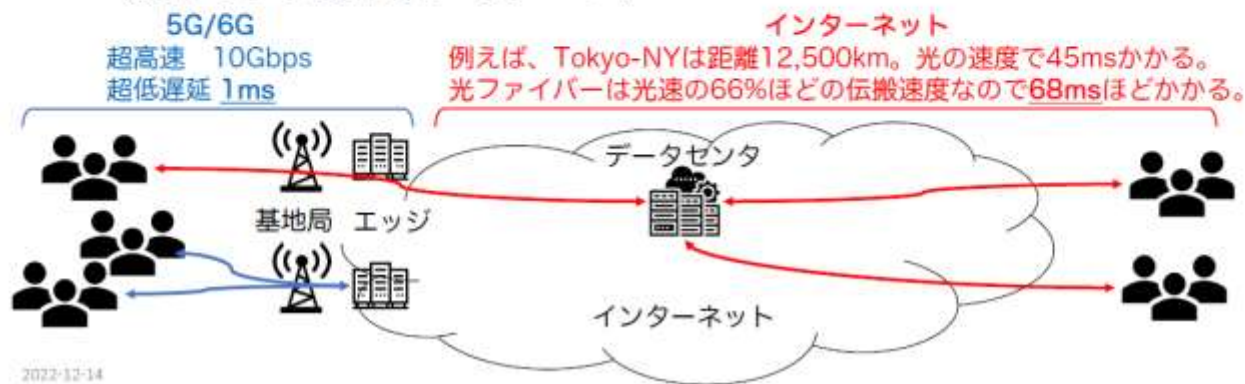 5G/6G
超高速 10Gbps
超低遅延 1ms
インターネット
例えば、Tokyo-NYは距離12,500km。光の速度で45msかかる。
光ファイバーは光速の66%ほどの伝搬速度なので68msほどかかる。
データセンタ
基地局 エッジ
インターネット
2022-12-14